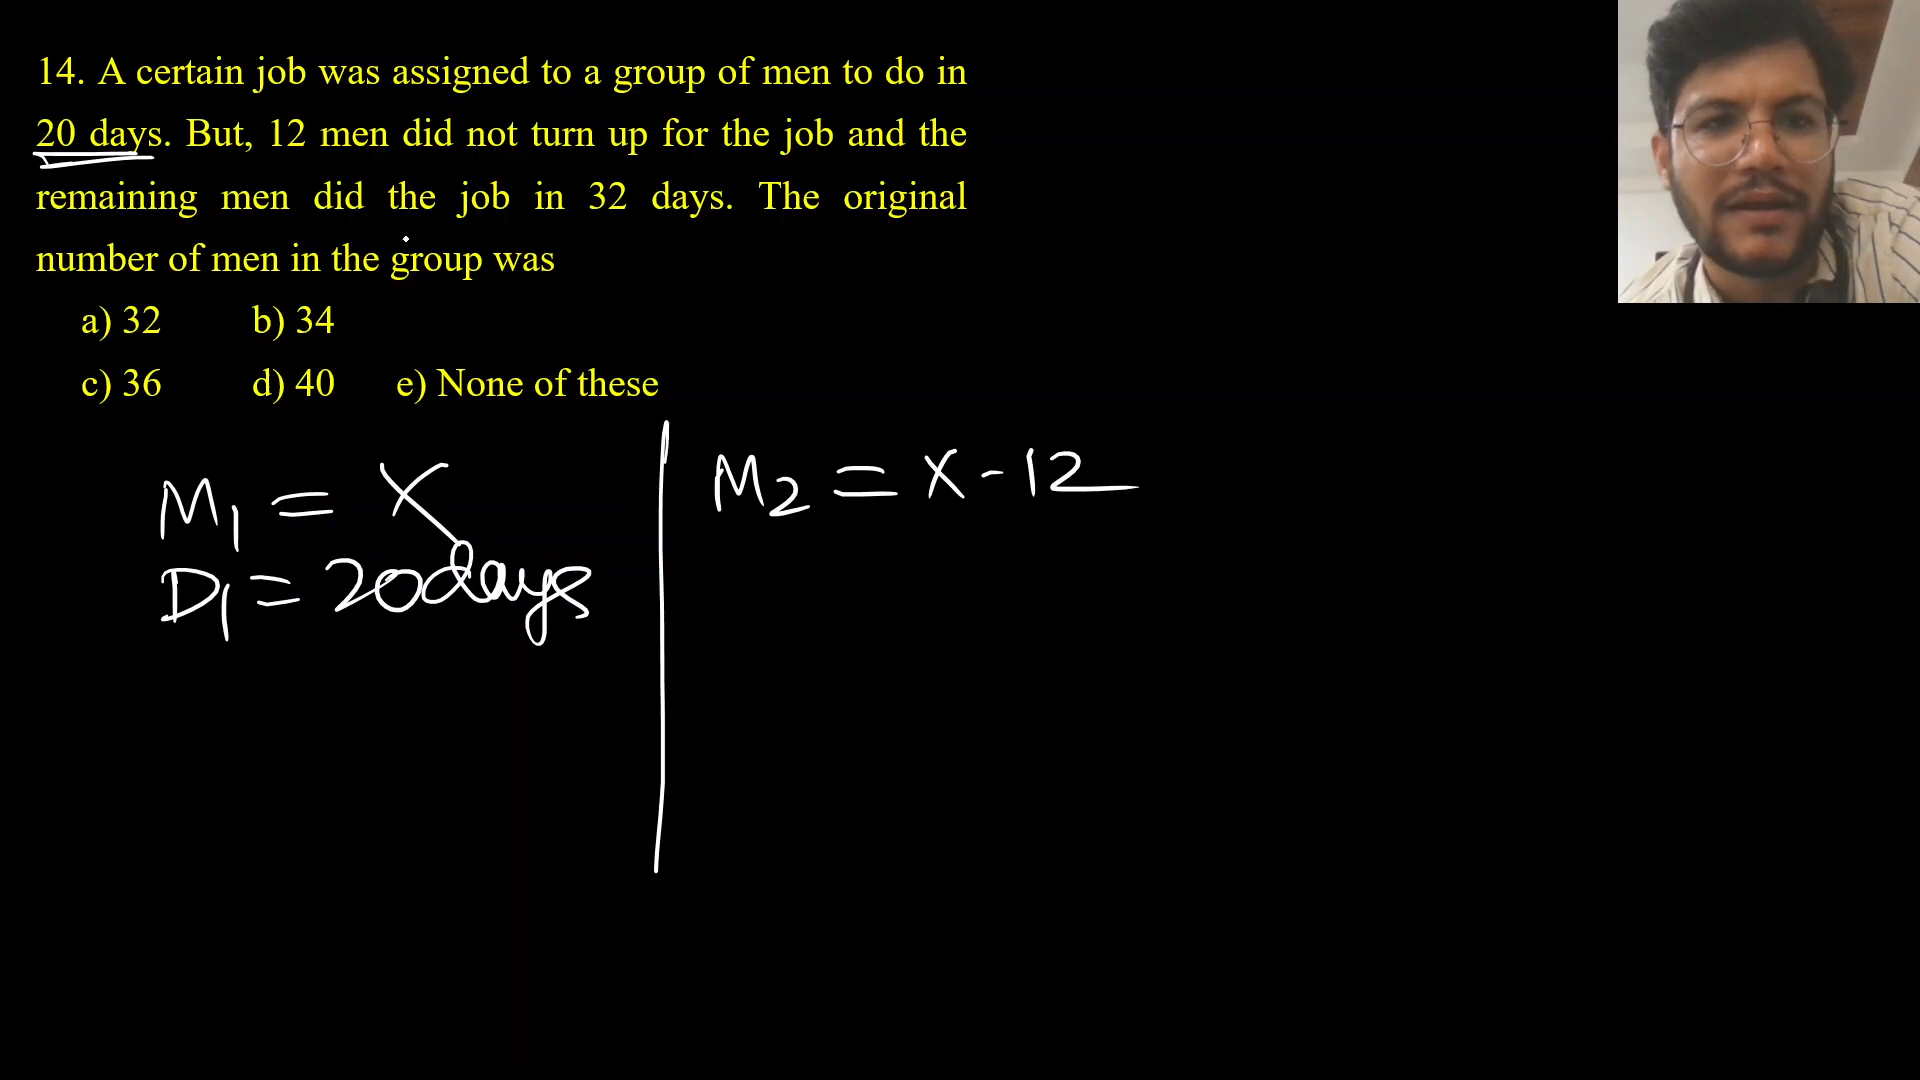 14. A certain job was assigned to a group of men to do in
20 days. But, 12 men did not turn up for the job and the
remaining men did the job in 32 days. The original
number of men in the group was
a) 32 b) 34
c) 36 d) 40 e) None of these
M₁ = X
M₂ = X - 12
D₁ = 20 days